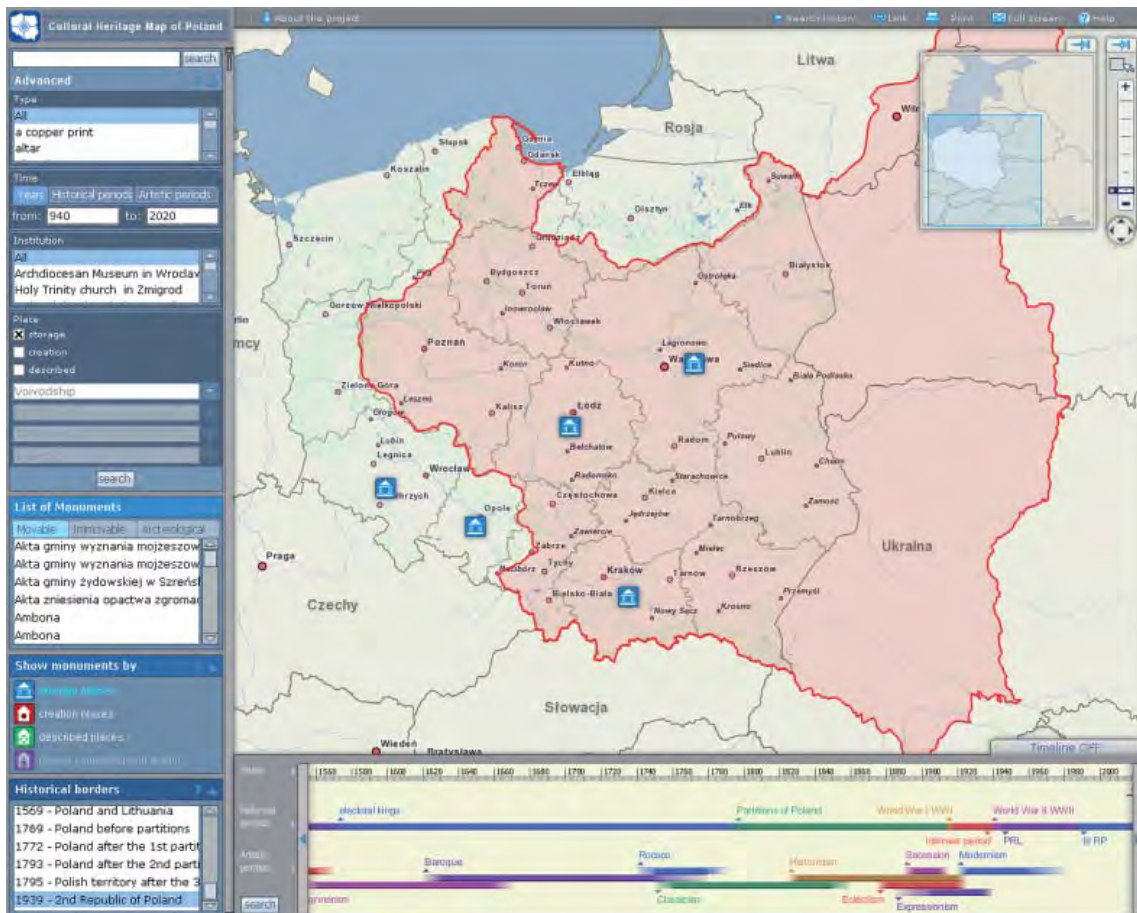 Cultural Heritage Map of Poland
About the project
Search history
Link
Print
Full screen
Help
search
Advanced
Type
All
a copper print
altar
Time
Years
Historical periods
Artistic periods
from: 940
to: 2020
Institution
All
Archdiocesan Museum in Wroclaw
Holy Trinity church in Zmigrod
Place
storage
creation
described
Voivodship
search
List of Monuments
Movable
Immovable
Akta gminy wyznania mojżeszow
Akta gminy wyznania mojżeszow
Akta gminy żydowskiej w Szreńsk
Akta zniesienia opactwa zgromad
Ambona
Ambona
Show monuments by
storage places
creation places
described places
Historical borders
1569 - Poland and Lithuania
1769 - Poland before partitions
1772 - Poland after the 1st partit
1793 - Poland after the 2nd parti
1795 - Polish territory after the 3
1939 - 2nd Republic of Poland
Litwa
Rosja
Gdynia
Gdańsk
Słupsk
Koszalin
Tczew
Elbląg
Suwałki
Olsztyn
Ełk
Szczecin
Grudziądz
Piła
Bydgoszcz
Toruń
Ostrołęka
Białystok
Gorzów Wielkopolski
Inowrocław
Włocławek
Poznań
Legionowo
Konin
Kutno
Siedlce
Biała Podlaska
Zielona Góra
Leszno
Kalisz
Łódź
Głogów
Lubin
Legnica
Bełchatów
Radom
Puławy
Lublin
Chełm
Wrocław
Radomsko
Starachowice
Opole
Częstochowa
Kielce
Zamość
Jędrzejów
Tarnobrzeg
Zawiercie
Praga
Zabrze
Mielec
Ukraina
Racibórz
Tychy
Kraków
Tarnów
Rzeszów
Czechy
Bielsko-Biała
Nowy Sącz
Krosno
Przemyśl
Słowacja
Wiedeń
Bratysława
Timeline OFF
1560 1580 1600 1620 1640 1660 1680 1700 1720 1740 1760 1780 1800 1820 1840 1860 1880 1900 1920 1940 1960 1980 2000
electoral kings
Partitions of Poland
World War I WWI
World War II WWII
Interwar period
PRL
III RP
Baroque
Rococo
Historicism
Secession
Modernism
Classicism
Eclecticism
Expressionism
search